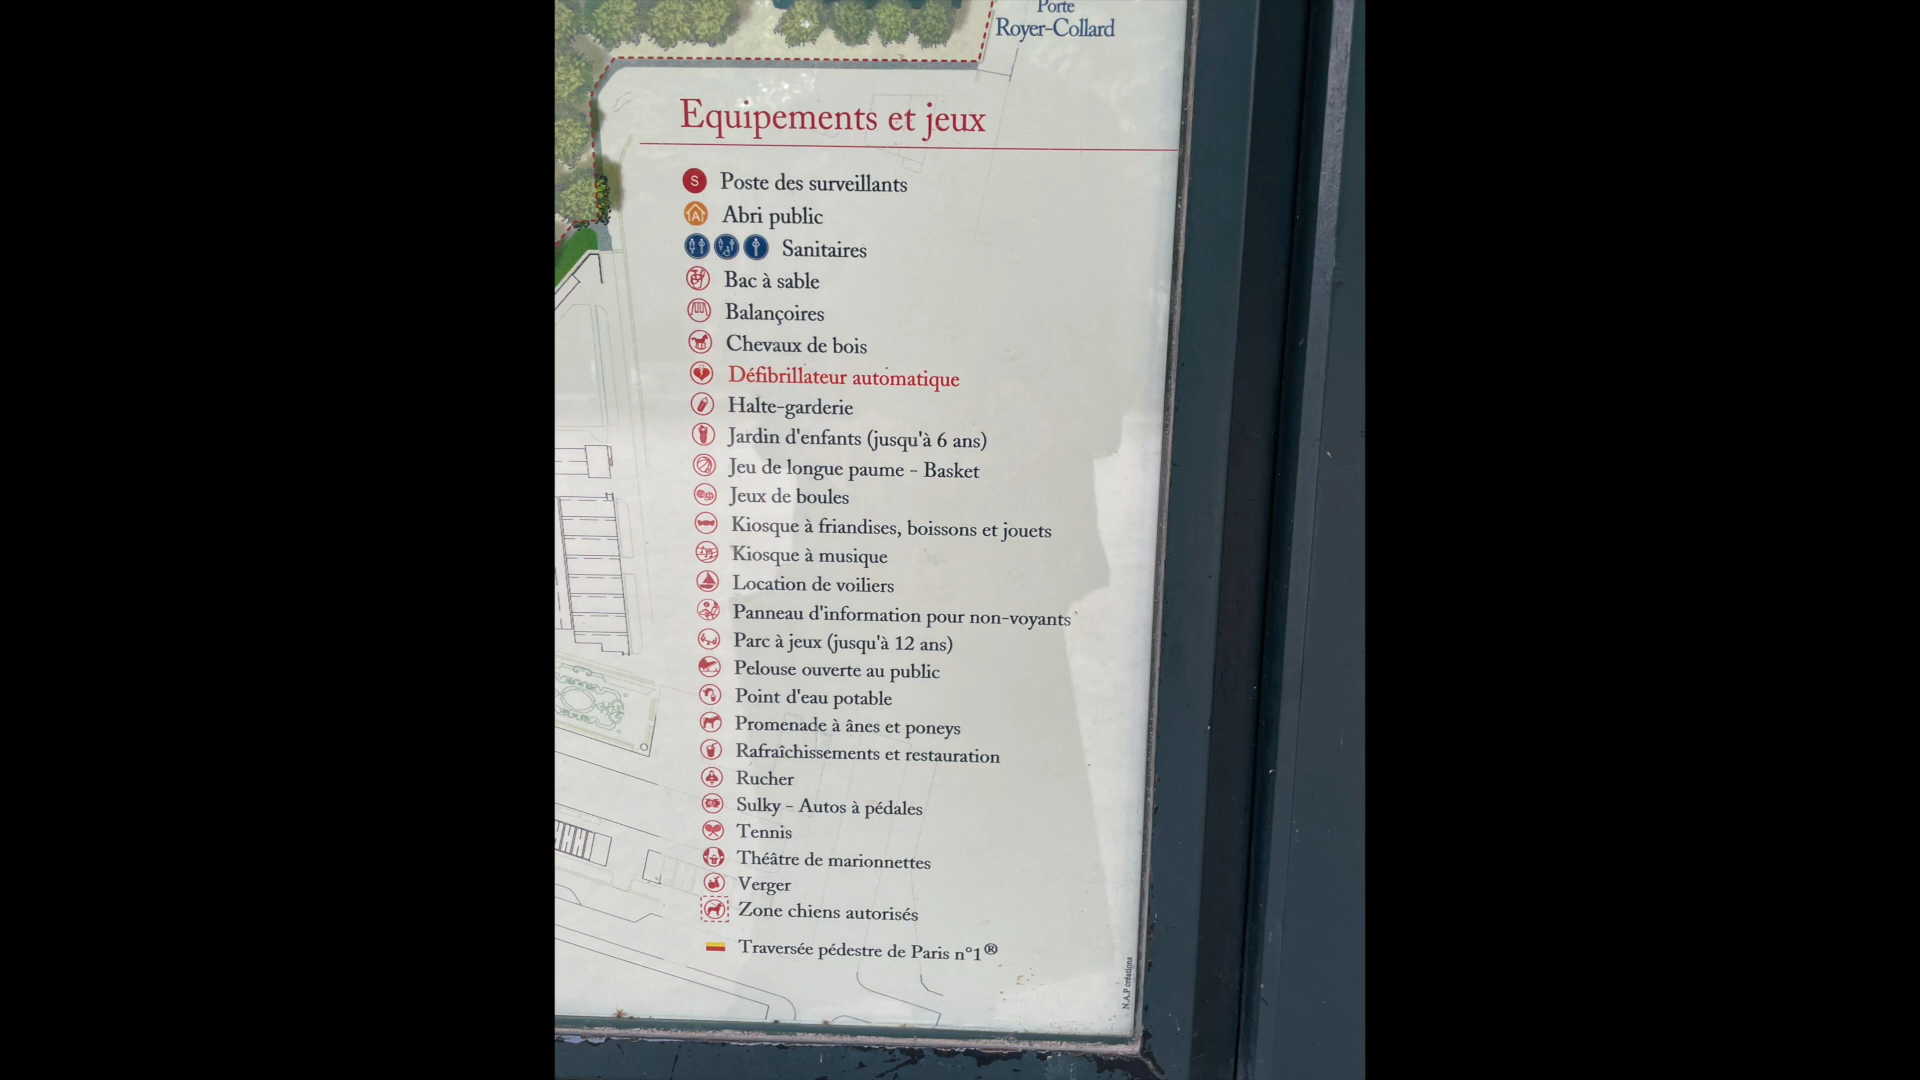 Porte
Royer-Collard
Equipements et jeux
S Poste des surveillants
A Abri public
Sanitaires
Bac à sable
Balançoires
Chevaux de bois
Défibrillateur automatique
Halte-garderie
Jardin d'enfants (jusqu'à 6 ans)
Jeu de longue paume - Basket
Jeux de boules
Kiosque à friandises, boissons et jouets
Kiosque à musique
Location de voiliers
Panneau d'information pour non-voyants
Parc à jeux (jusqu'à 12 ans)
Pelouse ouverte au public
Point d'eau potable
Promenade à ânes et poneys
Rafraîchissements et restauration
Rucher
Sulky - Autos à pédales
Tennis
Théâtre de marionnettes
Verger
Zone chiens autorisés
Traversée pédestre de Paris n°1®
N.A.P créations